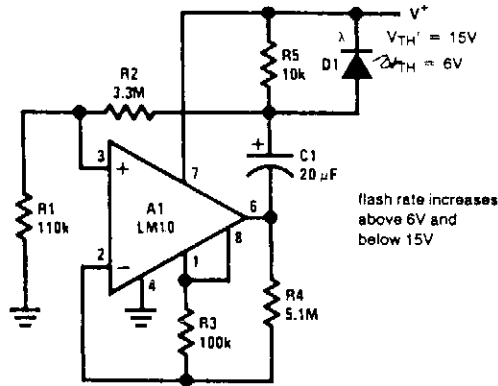 V+
λ
VTH' = 15V
D1
VTH = 6V
R5
10k
R2
3.3M
+
C1
20 μF
3
+
7
A1
LM10
6
8
2
−
4
1
R1
110k
R3
100k
R4
5.1M
flash rate increases
above 6V and
below 15V